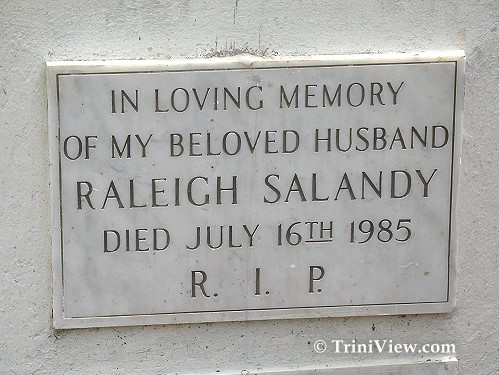 IN LOVING MEMORY
OF MY BELOVED HUSBAND
RALEIGH SALANDY
DIED JULY 16TH 1985
R. I. P.
© TriniView.com